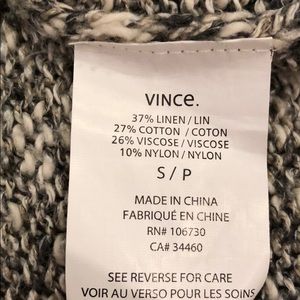 VINCE.
37% LINEN / LIN
27% COTTON / COTON
26% VISCOSE / VISCOSE
10% NYLON / NYLON
S / P
MADE IN CHINA
FABRIQUÉ EN CHINE
RN# 106730
CA# 34460
SEE REVERSE FOR CARE
VOIR AU VERSO POUR LES SOINS